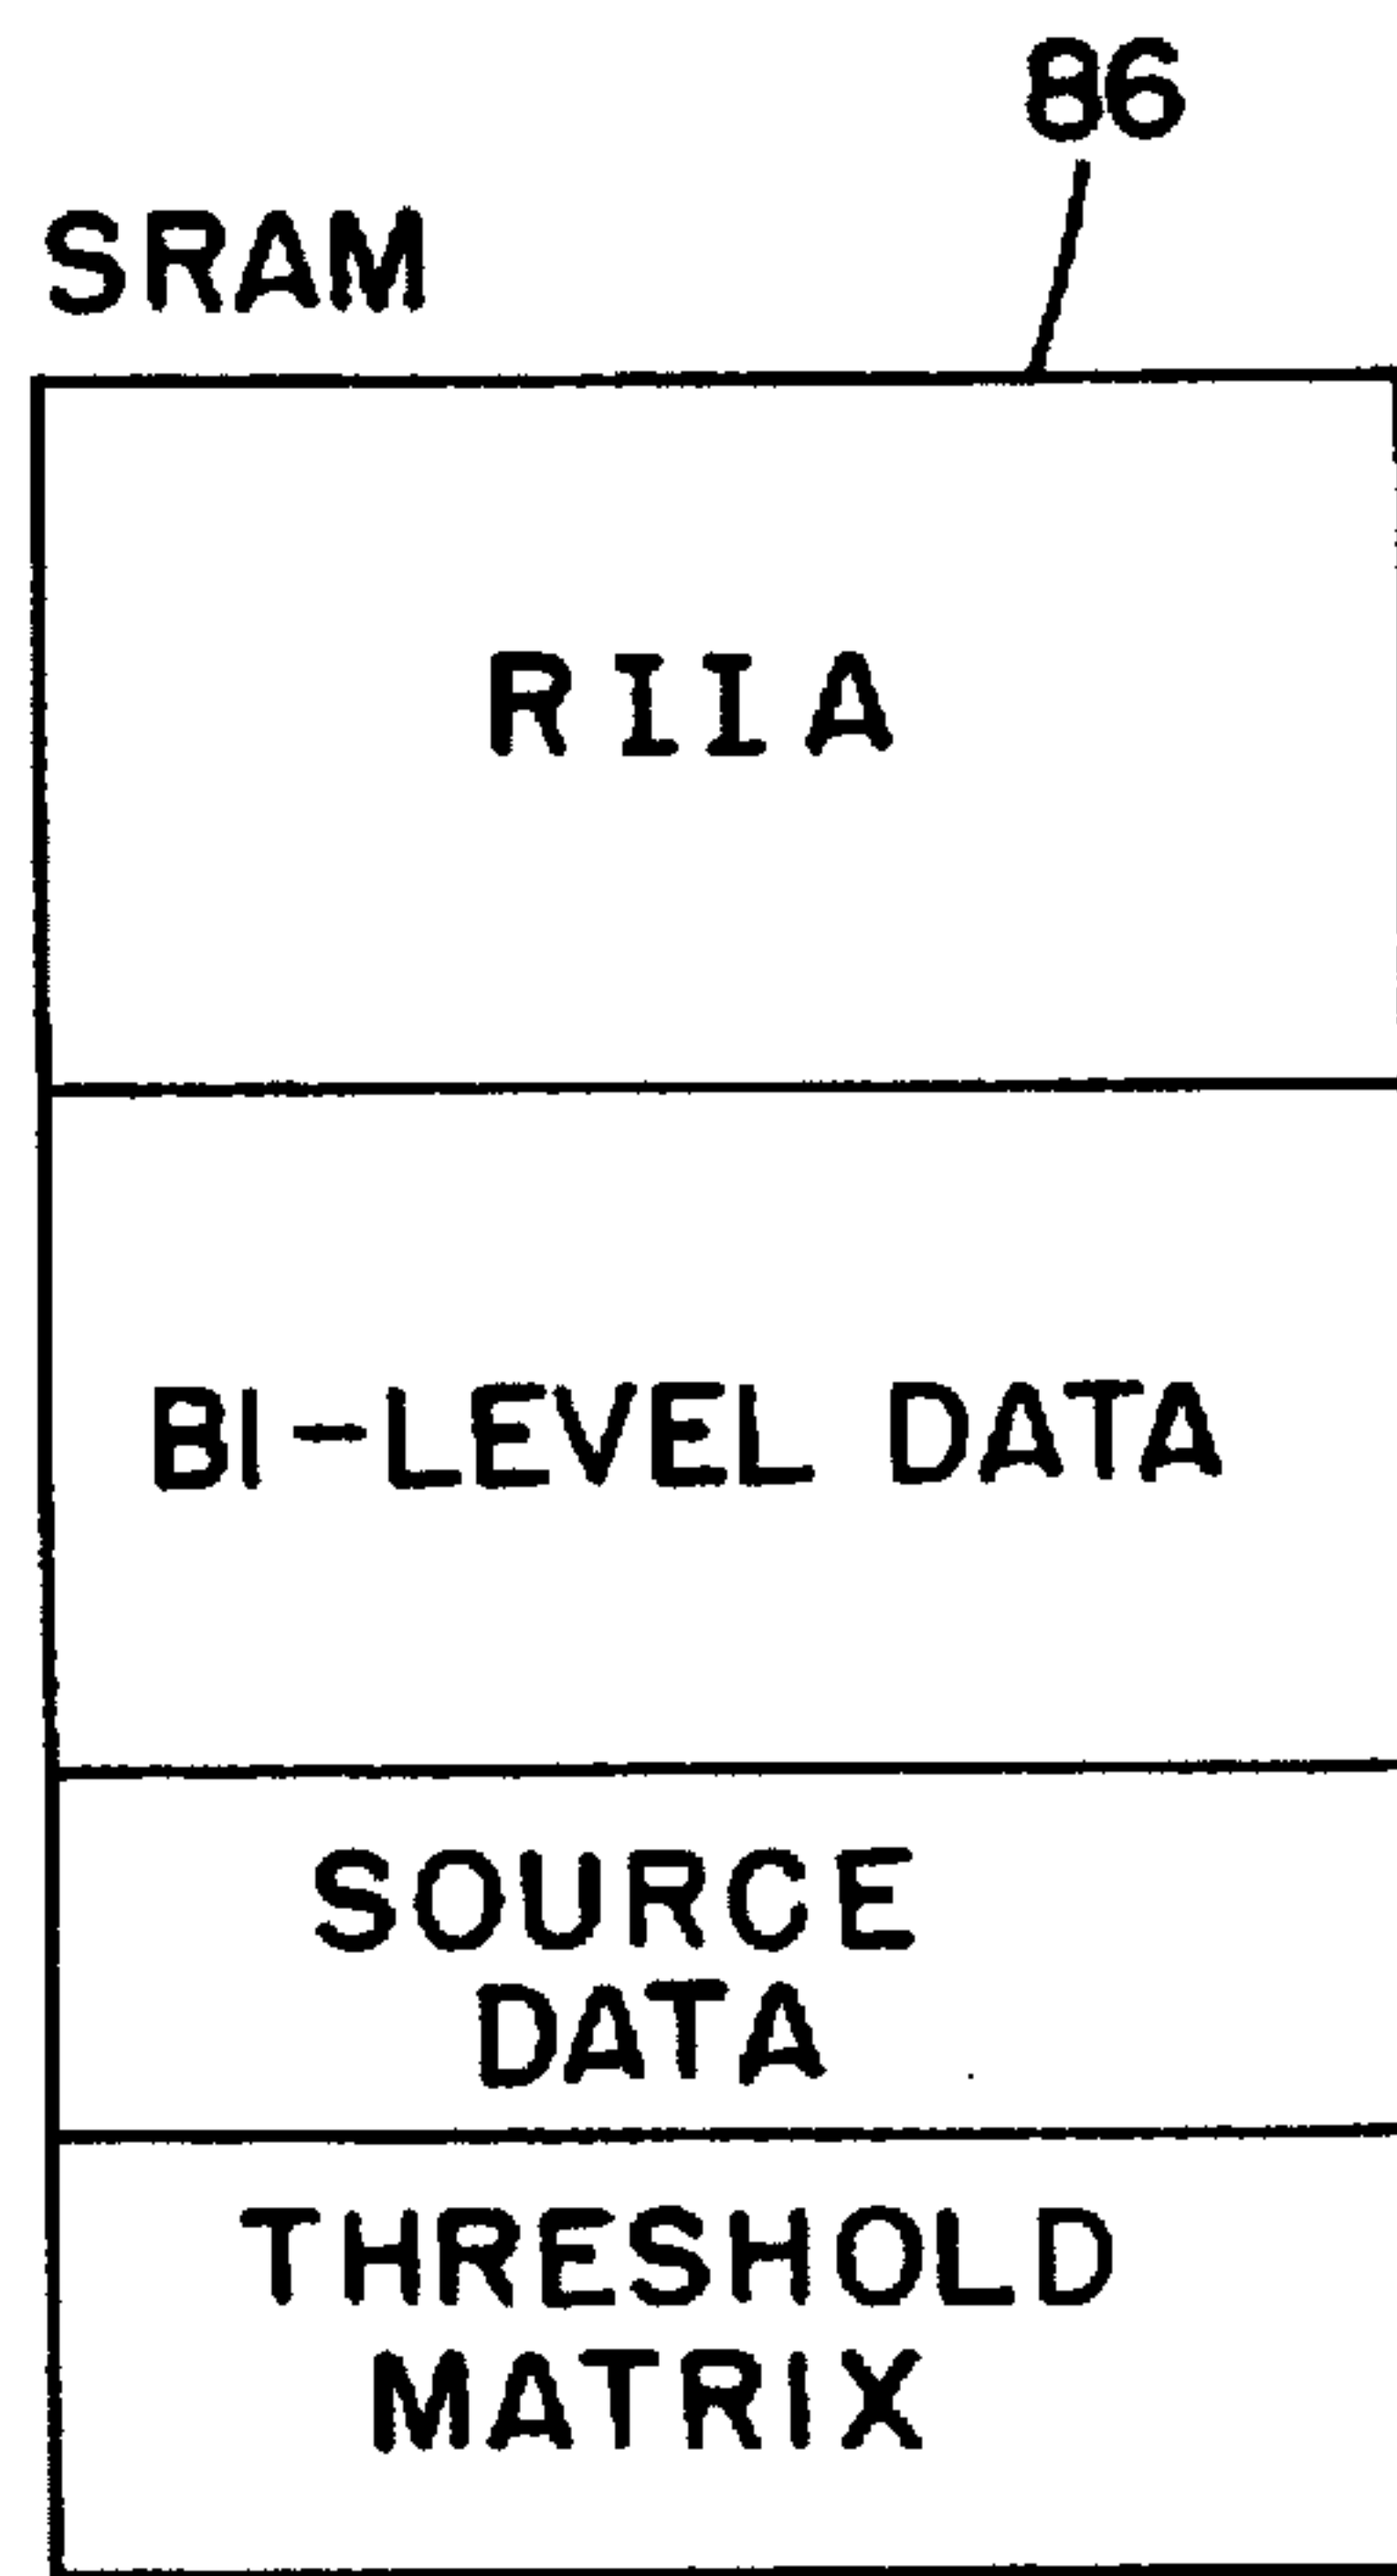 86
SRAM
RIIA
BI-LEVEL DATA
SOURCE
DATA
THRESHOLD
MATRIX